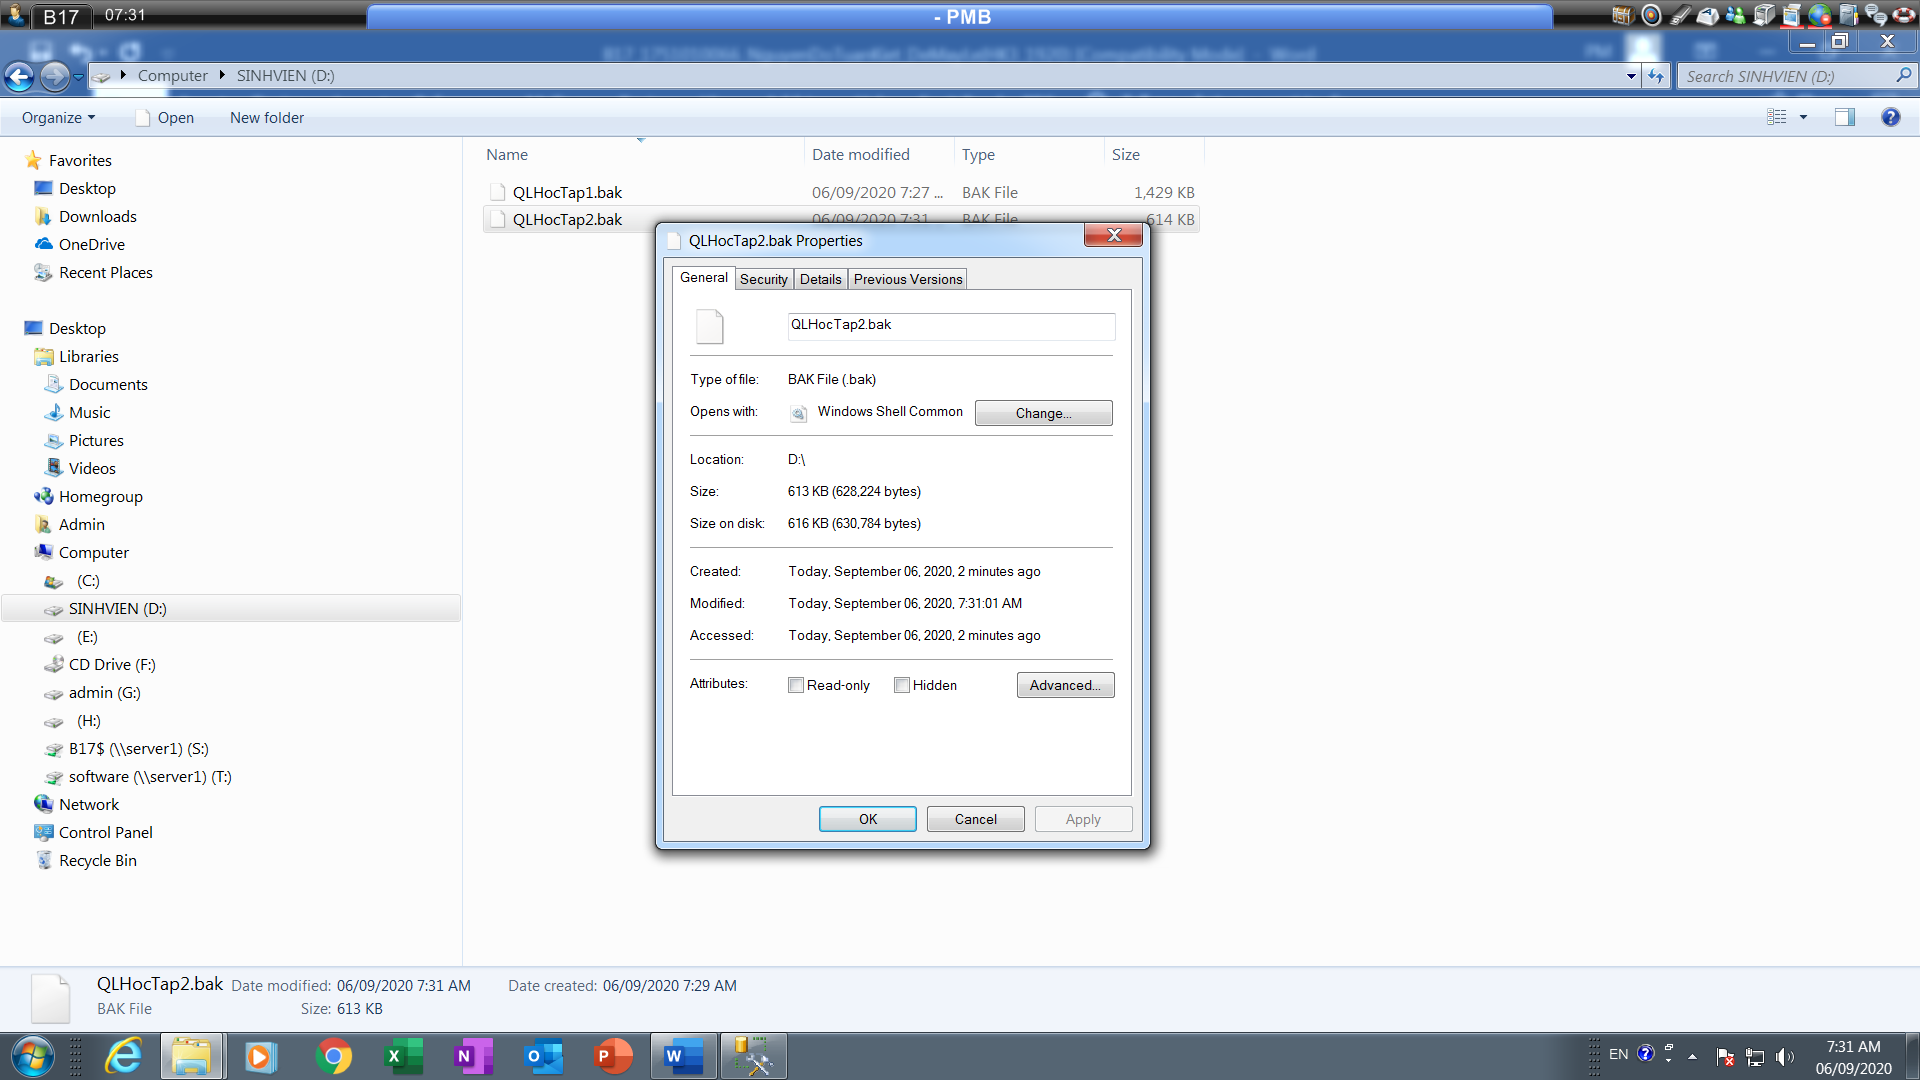 B17 07:31 - PMB
Computer SINHVIEN (D:) Search SINHVIEN (D:)
Organize Open New folder
Favorites
Desktop
Downloads
OneDrive
Recent Places
Desktop
Libraries
Documents
Music
Pictures
Videos
Homegroup
Admin
Computer
(C:)
SINHVIEN (D:)
(E:)
CD Drive (F:)
admin (G:)
(H:)
B17$ (\\server1) (S:)
software (\\server1) (T:)
Network
Control Panel
Recycle Bin
Name Date modified Type Size
QLHocTap1.bak 06/09/2020 7:27 ... BAK File 1,429 KB
QLHocTap2.bak 06/09/2020 7:31 BAK File 614 KB
QLHocTap2.bak Properties
General Security Details Previous Versions
QLHocTap2.bak
Type of file: BAK File (.bak)
Opens with: Windows Shell Common Change...
Location: D:\
Size: 613 KB (628,224 bytes)
Size on disk: 616 KB (630,784 bytes)
Created: Today, September 06, 2020, 2 minutes ago
Modified: Today, September 06, 2020, 7:31:01 AM
Accessed: Today, September 06, 2020, 2 minutes ago
Attributes: Read-only Hidden Advanced...
OK Cancel Apply
QLHocTap2.bak Date modified: 06/09/2020 7:31 AM Date created: 06/09/2020 7:29 AM
BAK File Size: 613 KB
EN 7:31 AM
06/09/2020